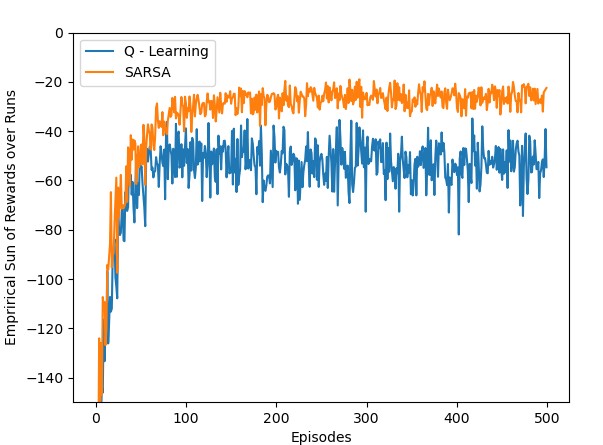 Q - Learning
SARSA
0
−20
−40
−60
−80
−100
−120
−140
Emprirical Sun of Rewards over Runs
0 100 200 300 400 500
Episodes